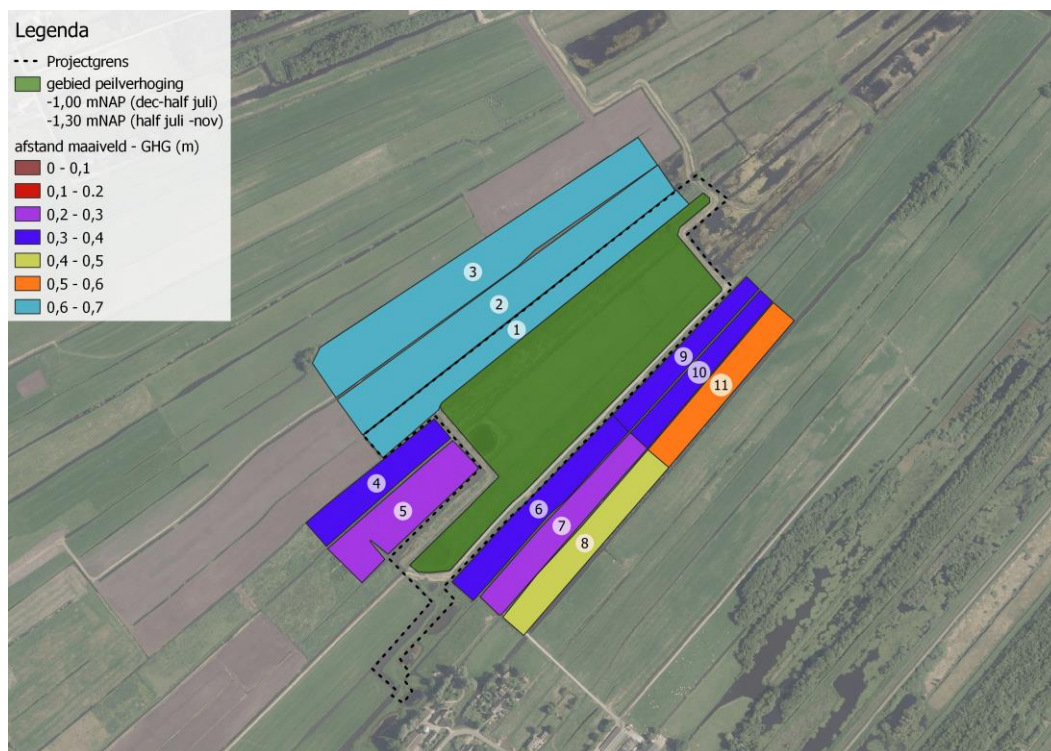 Legenda
Projectgrens
gebied peilverhoging
-1,00 mNAP (dec-half juli)
-1,30 mNAP (half juli -nov)
afstand maaiveld - GHG (m)
0 - 0,1
0,1 - 0.2
0,2 - 0,3
0,3 - 0,4
0,4 - 0,5
0,5 - 0,6
0,6 - 0,7
3
2
1
9
10
11
4
5
6
7
8